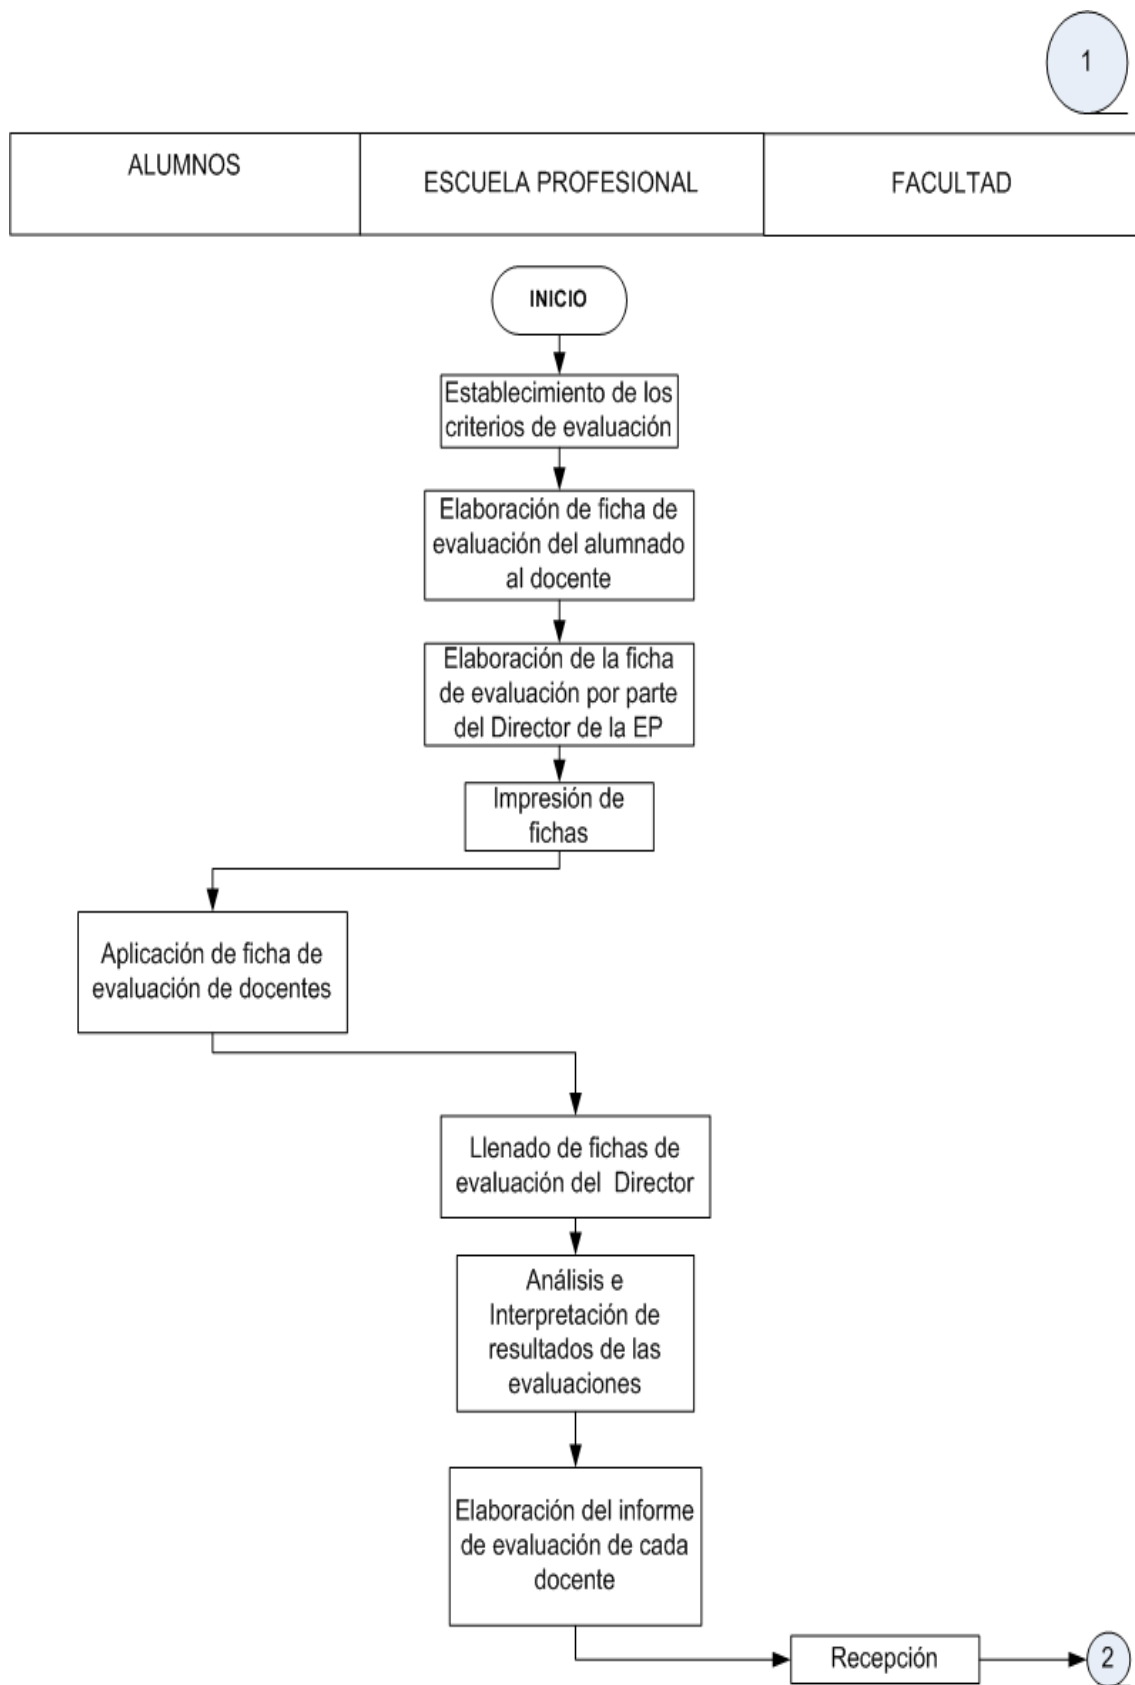 1
ALUMNOS
ESCUELA PROFESIONAL
FACULTAD
INICIO
Establecimiento de los
criterios de evaluación
Elaboración de ficha de
evaluación del alumnado
al docente
Elaboración de la ficha
de evaluación por parte
del Director de la EP
Impresión de
fichas
Aplicación de ficha de
evaluación de docentes
Llenado de fichas de
evaluación del Director
Análisis e
Interpretación de
resultados de las
evaluaciones
Elaboración del informe
de evaluación de cada
docente
Recepción
2